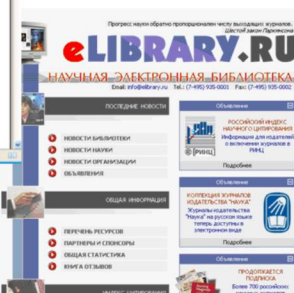 Прогресс науки обратно пропорционален числу выходящих журналов.
Шестой закон Паркинсона
eLIBRARY.RU
НАУЧНАЯ ЭЛЕКТРОННАЯ БИБЛИОТЕКА
Email: info@elibrary.ru Тел.: (7-495) 935-0001 Факс: (7-495) 935-0002
ПОСЛЕДНИЕ НОВОСТИ
НОВОСТИ БИБЛИОТЕКИ
НОВОСТИ НАУКИ
НОВОСТИ ОРГАНИЗАЦИИ
ОБЪЯВЛЕНИЯ
ОБЩАЯ ИНФОРМАЦИЯ
ПЕРЕЧЕНЬ РЕСУРСОВ
ПАРТНЕРЫ И СПОНСОРЫ
ОБЩАЯ СТАТИСТИКА
КНИГА ОТЗЫВОВ
ИНДЕКС ЦИТИРОВАНИЯ
Объявление
РОССИЙСКИЙ ИНДЕКС
НАУЧНОГО ЦИТИРОВАНИЯ
Информация для издателей
о включении журналов в
РИНЦ
РИНЦ
Подробнее
Объявление
КОЛЛЕКЦИЯ ЖУРНАЛОВ
ИЗДАТЕЛЬСТВА "НАУКА"
Журналы издательства
"Наука" на русском языке
теперь доступны в
электронном виде
Подробнее
Объявление
ПРОДОЛЖАЕТСЯ
ПОДПИСКА
Более 700 российских